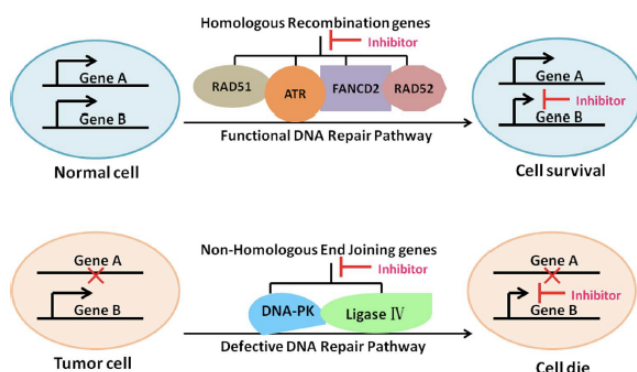 Homologous Recombination genes
Inhibitor
Gene A
Gene B
RAD51
ATR
FANCD2
RAD52
Gene A
Inhibitor
Gene B
Functional DNA Repair Pathway
Normal cell
Cell survival
Non-Homologous End Joining genes
Inhibitor
Gene A
Gene B
DNA-PK
Ligase Ⅳ
Gene A
Inhibitor
Gene B
Defective DNA Repair Pathway
Tumor cell
Cell die